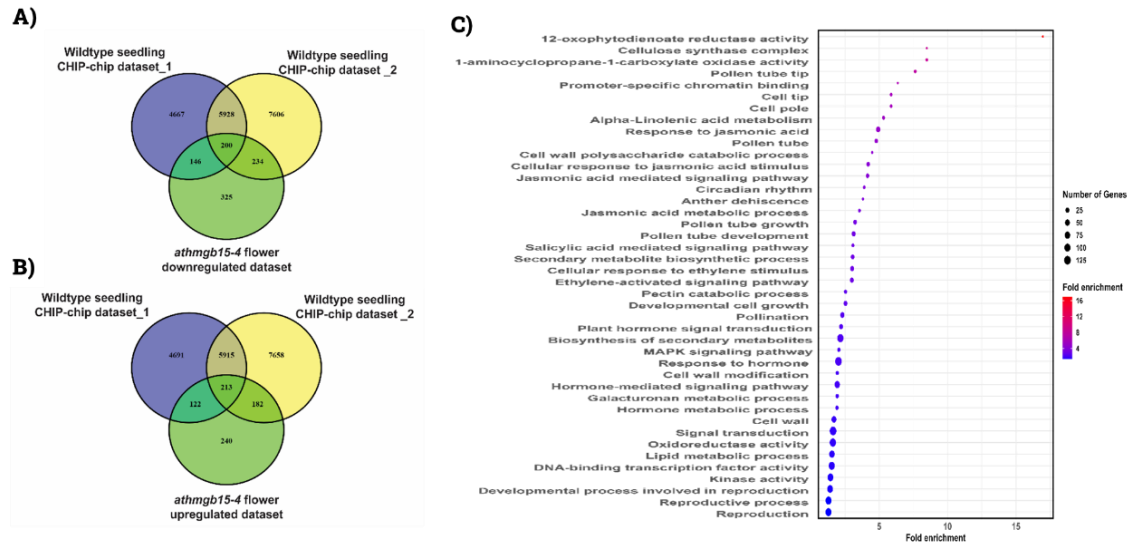 A)
Wildtype seedling
CHIP-chip dataset_1
Wildtype seedling
CHIP-chip dataset _2
4667
5928
7606
200
146
234
325
athmgb15-4 flower
downregulated dataset
B)
Wildtype seedling
CHIP-chip dataset_1
Wildtype seedling
CHIP-chip dataset _2
4691
5915
7658
213
122
182
240
athmgb15-4 flower
upregulated dataset
C)
12-oxophytodienoate reductase activity
Cellulose synthase complex
1-aminocyclopropane-1-carboxylate oxidase activity
Pollen tube tip
Promoter-specific chromatin binding
Cell tip
Cell pole
Alpha-Linolenic acid metabolism
Response to jasmonic acid
Pollen tube
Cell wall polysaccharide catabolic process
Cellular response to jasmonic acid stimulus
Jasmonic acid mediated signaling pathway
Circadian rhythm
Anther dehiscence
Jasmonic acid metabolic process
Pollen tube growth
Pollen tube development
Salicylic acid mediated signaling pathway
Secondary metabolite biosynthetic process
Cellular response to ethylene stimulus
Ethylene-activated signaling pathway
Pectin catabolic process
Developmental cell growth
Pollination
Plant hormone signal transduction
Biosynthesis of secondary metabolites
MAPK signaling pathway
Response to hormone
Cell wall modification
Hormone-mediated signaling pathway
Galacturonan metabolic process
Hormone metabolic process
Cell wall
Signal transduction
Oxidoreductase activity
Lipid metabolic process
DNA-binding transcription factor activity
Kinase activity
Developmental process involved in reproduction
Reproductive process
Reproduction
5
10
15
Fold enrichment
Number of Genes
25
50
75
100
125
Fold enrichment
16
12
8
4